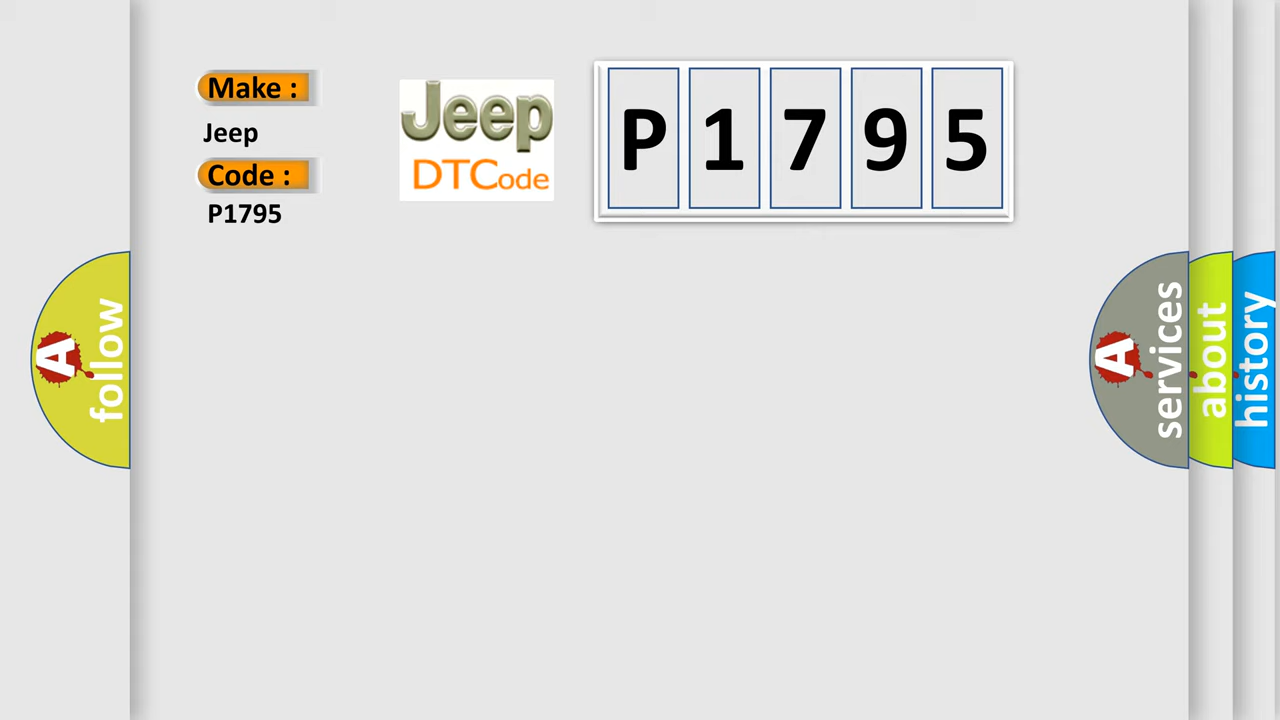 Make :
Jeep
Code :
P1795
Jeep
DTCode
P 1 7 9 5
A follow
A services
about
history